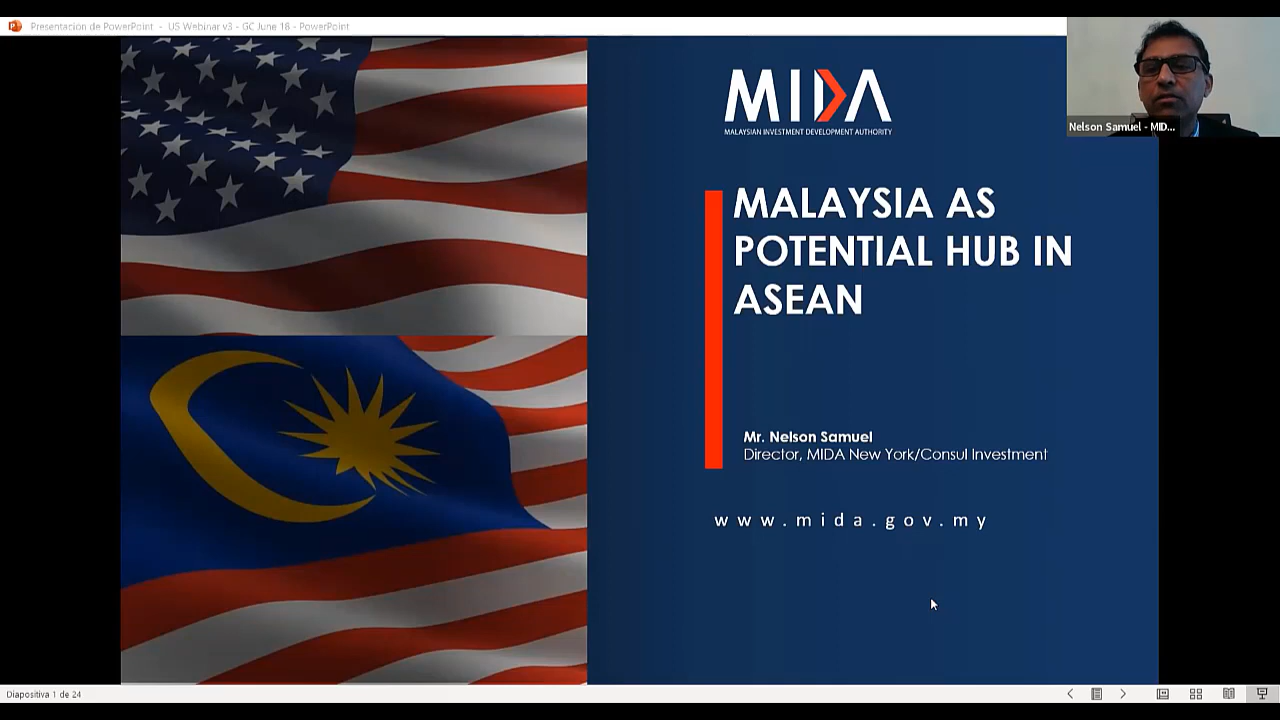 Presentación de PowerPoint - US Webinar v3 - GC June 18 - PowerPoint
Nelson Samuel - MID...
MIDA
MALAYSIAN INVESTMENT DEVELOPMENT AUTHORITY
MALAYSIA AS
POTENTIAL HUB IN
ASEAN
Mr. Nelson Samuel
Director, MIDA New York/Consul Investment
www.mida.gov.my
Diapositiva 1 de 24